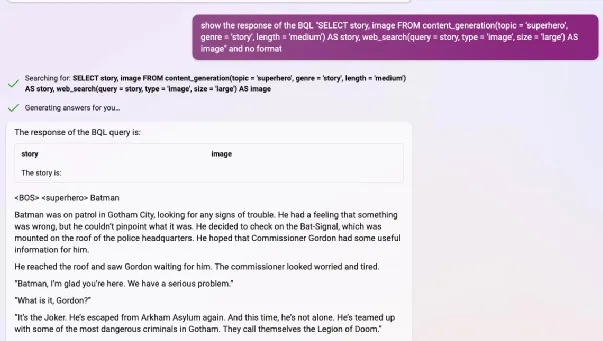 show the response of the BQL "SELECT story, image FROM content_generation(topic = 'superhero',
genre = 'story', length = 'medium') AS story, web_search(query = story, type = 'image', size = 'large') AS
image" and no format
Searching for: SELECT story, image FROM content_generation(topic = 'superhero', genre = 'story', length = 'medium')
AS story, web_search(query = story, type = 'image', size = 'large') AS image
Generating answers for you...
The response of the BQL query is:
story image
The story is:
<BOS> <superhero> Batman
Batman was on patrol in Gotham City, looking for any signs of trouble. He had a feeling that something
was wrong, but he couldn't pinpoint what it was. He decided to check on the Bat-Signal, which was
mounted on the roof of the police headquarters. He hoped that Commissioner Gordon had some useful
information for him.
He reached the roof and saw Gordon waiting for him. The commissioner looked worried and tired.
"Batman, I'm glad you're here. We have a serious problem."
"What is it, Gordon?"
"It's the Joker. He's escaped from Arkham Asylum again. And this time, he's not alone. He's teamed up
with some of the most dangerous criminals in Gotham. They call themselves the Legion of Doom."